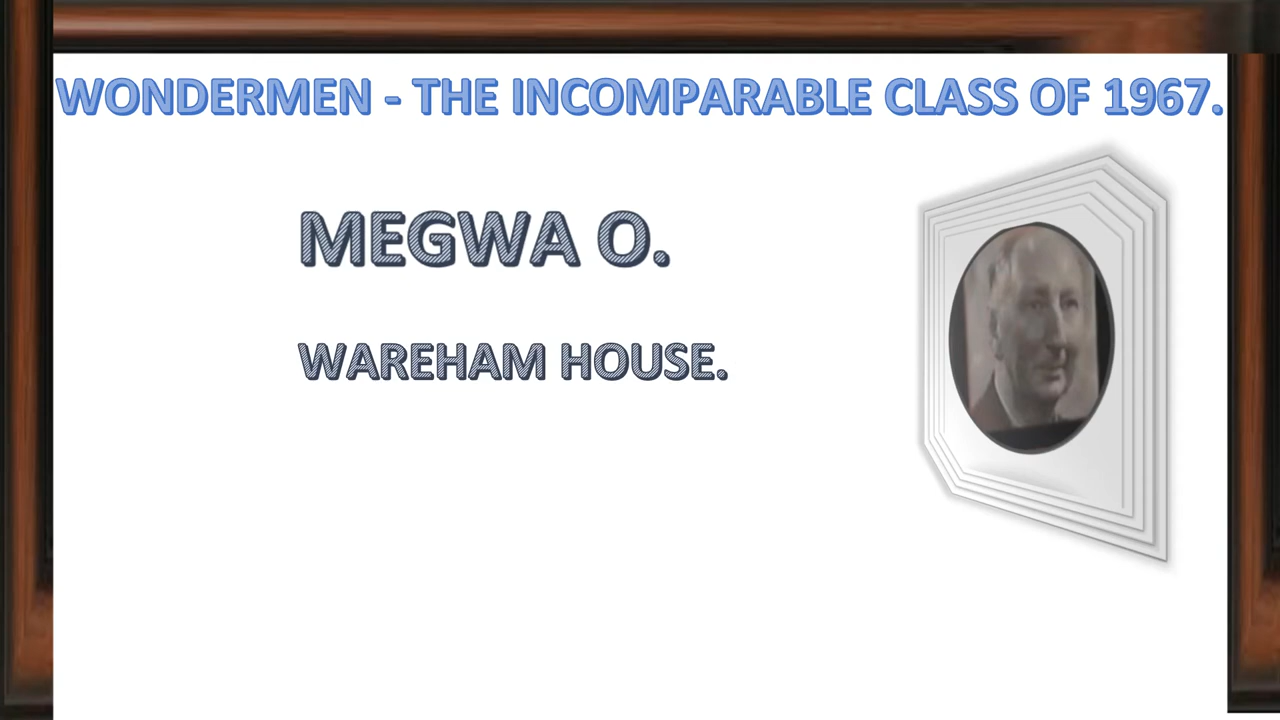 WONDERMEN - THE INCOMPARABLE CLASS OF 1967.
MEGWA O.
WAREHAM HOUSE.